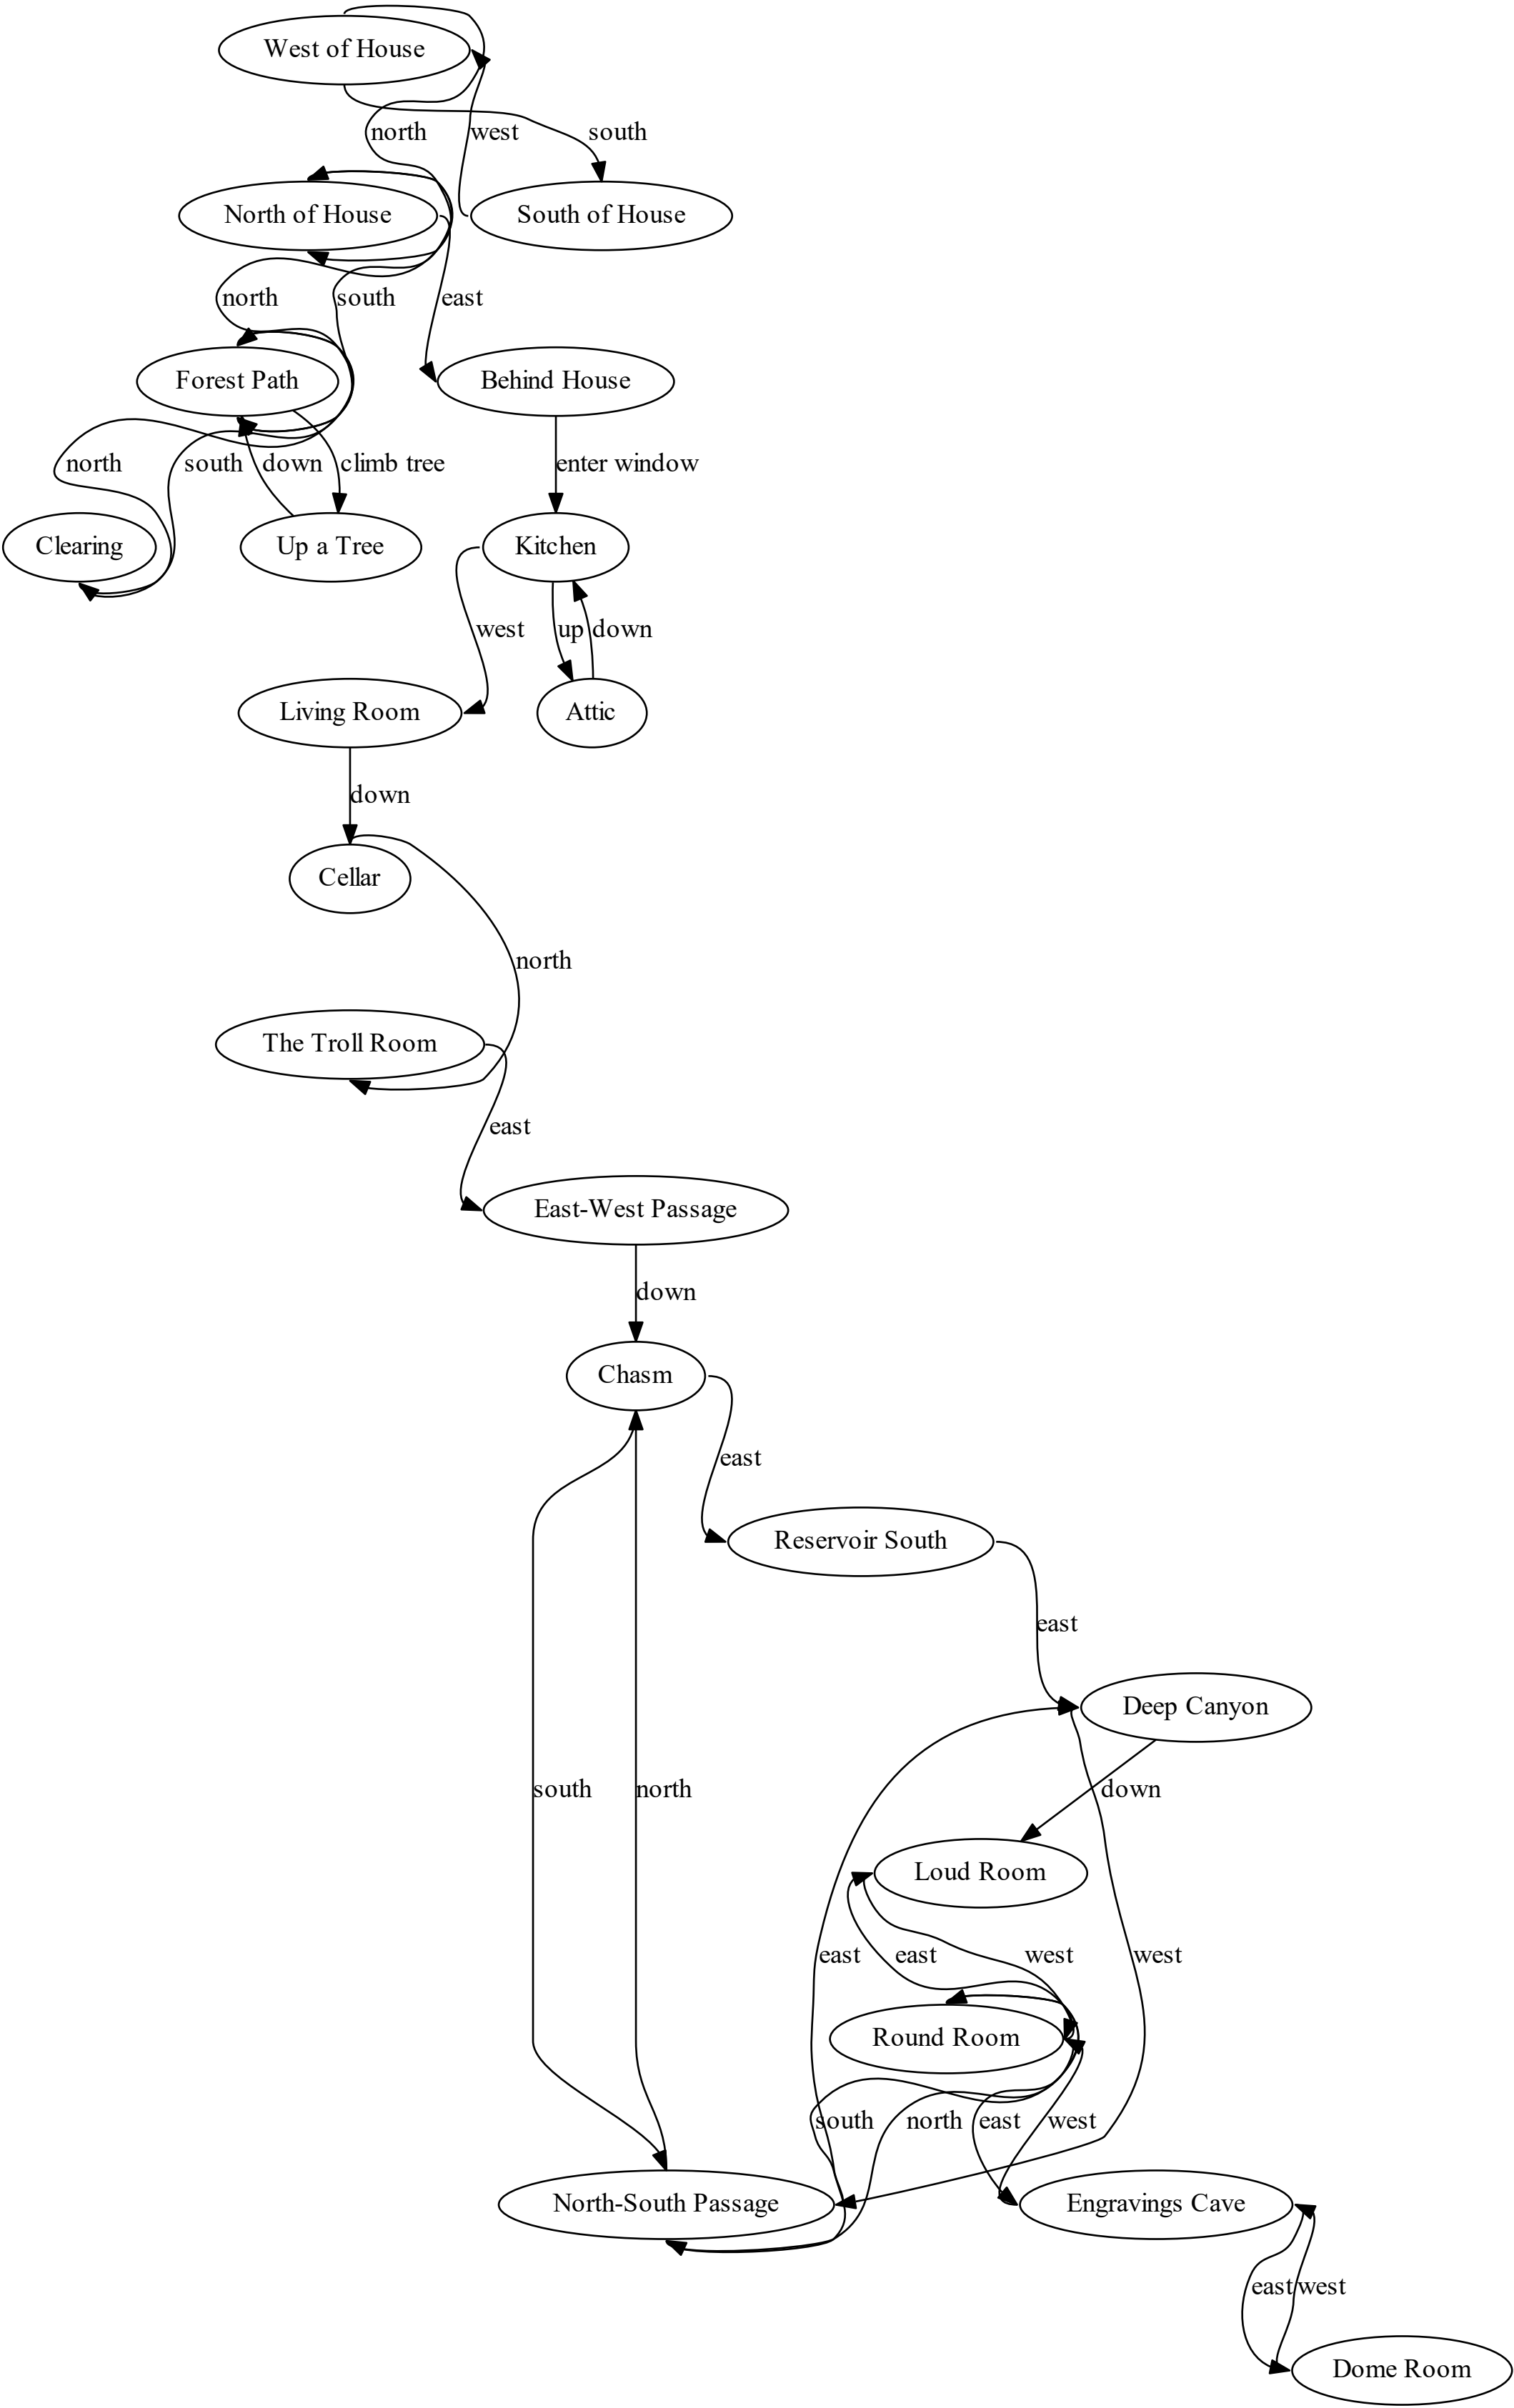 West of House
north
west
south
North of House
South of House
north
south
east
Forest Path
Behind House
north
south
down
climb tree
enter window
Clearing
Up a Tree
Kitchen
west
up
down
Living Room
Attic
down
Cellar
north
The Troll Room
east
East-West Passage
down
Chasm
east
Reservoir South
east
Deep Canyon
south
north
down
Loud Room
east
east
west
west
Round Room
south
north
east
west
North-South Passage
Engravings Cave
east
west
Dome Room